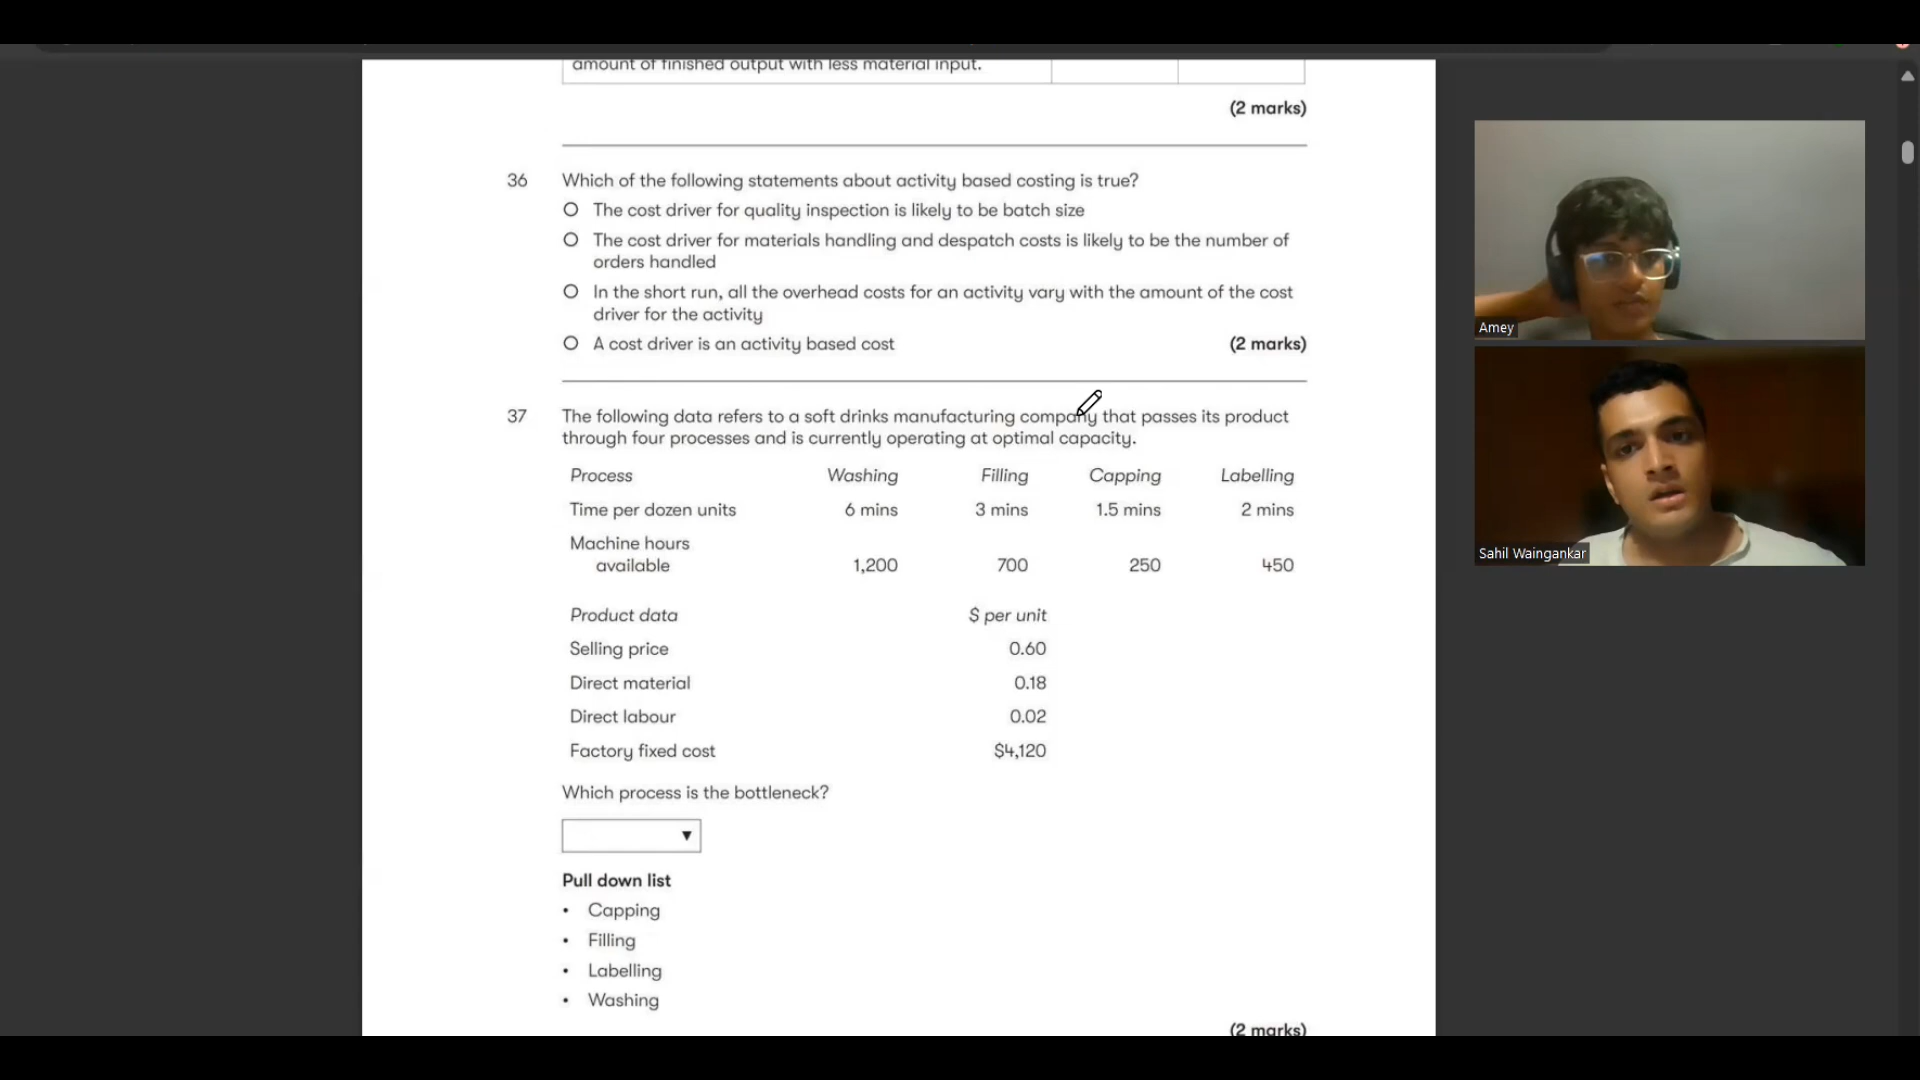 amount of finished output with less material input.
(2 marks)
36 Which of the following statements about activity based costing is true?
O The cost driver for quality inspection is likely to be batch size
O The cost driver for materials handling and despatch costs is likely to be the number of
orders handled
O In the short run, all the overhead costs for an activity vary with the amount of the cost
driver for the activity
O A cost driver is an activity based cost (2 marks)
37 The following data refers to a soft drinks manufacturing company that passes its product
through four processes and is currently operating at optimal capacity.
Process Washing Filling Capping Labelling
Time per dozen units 6 mins 3 mins 1.5 mins 2 mins
Machine hours
available 1,200 700 250 450
Product data $ per unit
Selling price 0.60
Direct material 0.18
Direct labour 0.02
Factory fixed cost $4,120
Which process is the bottleneck?
▼
Pull down list
• Capping
• Filling
• Labelling
• Washing
(2 marks)
Amey
Sahil Waingankar